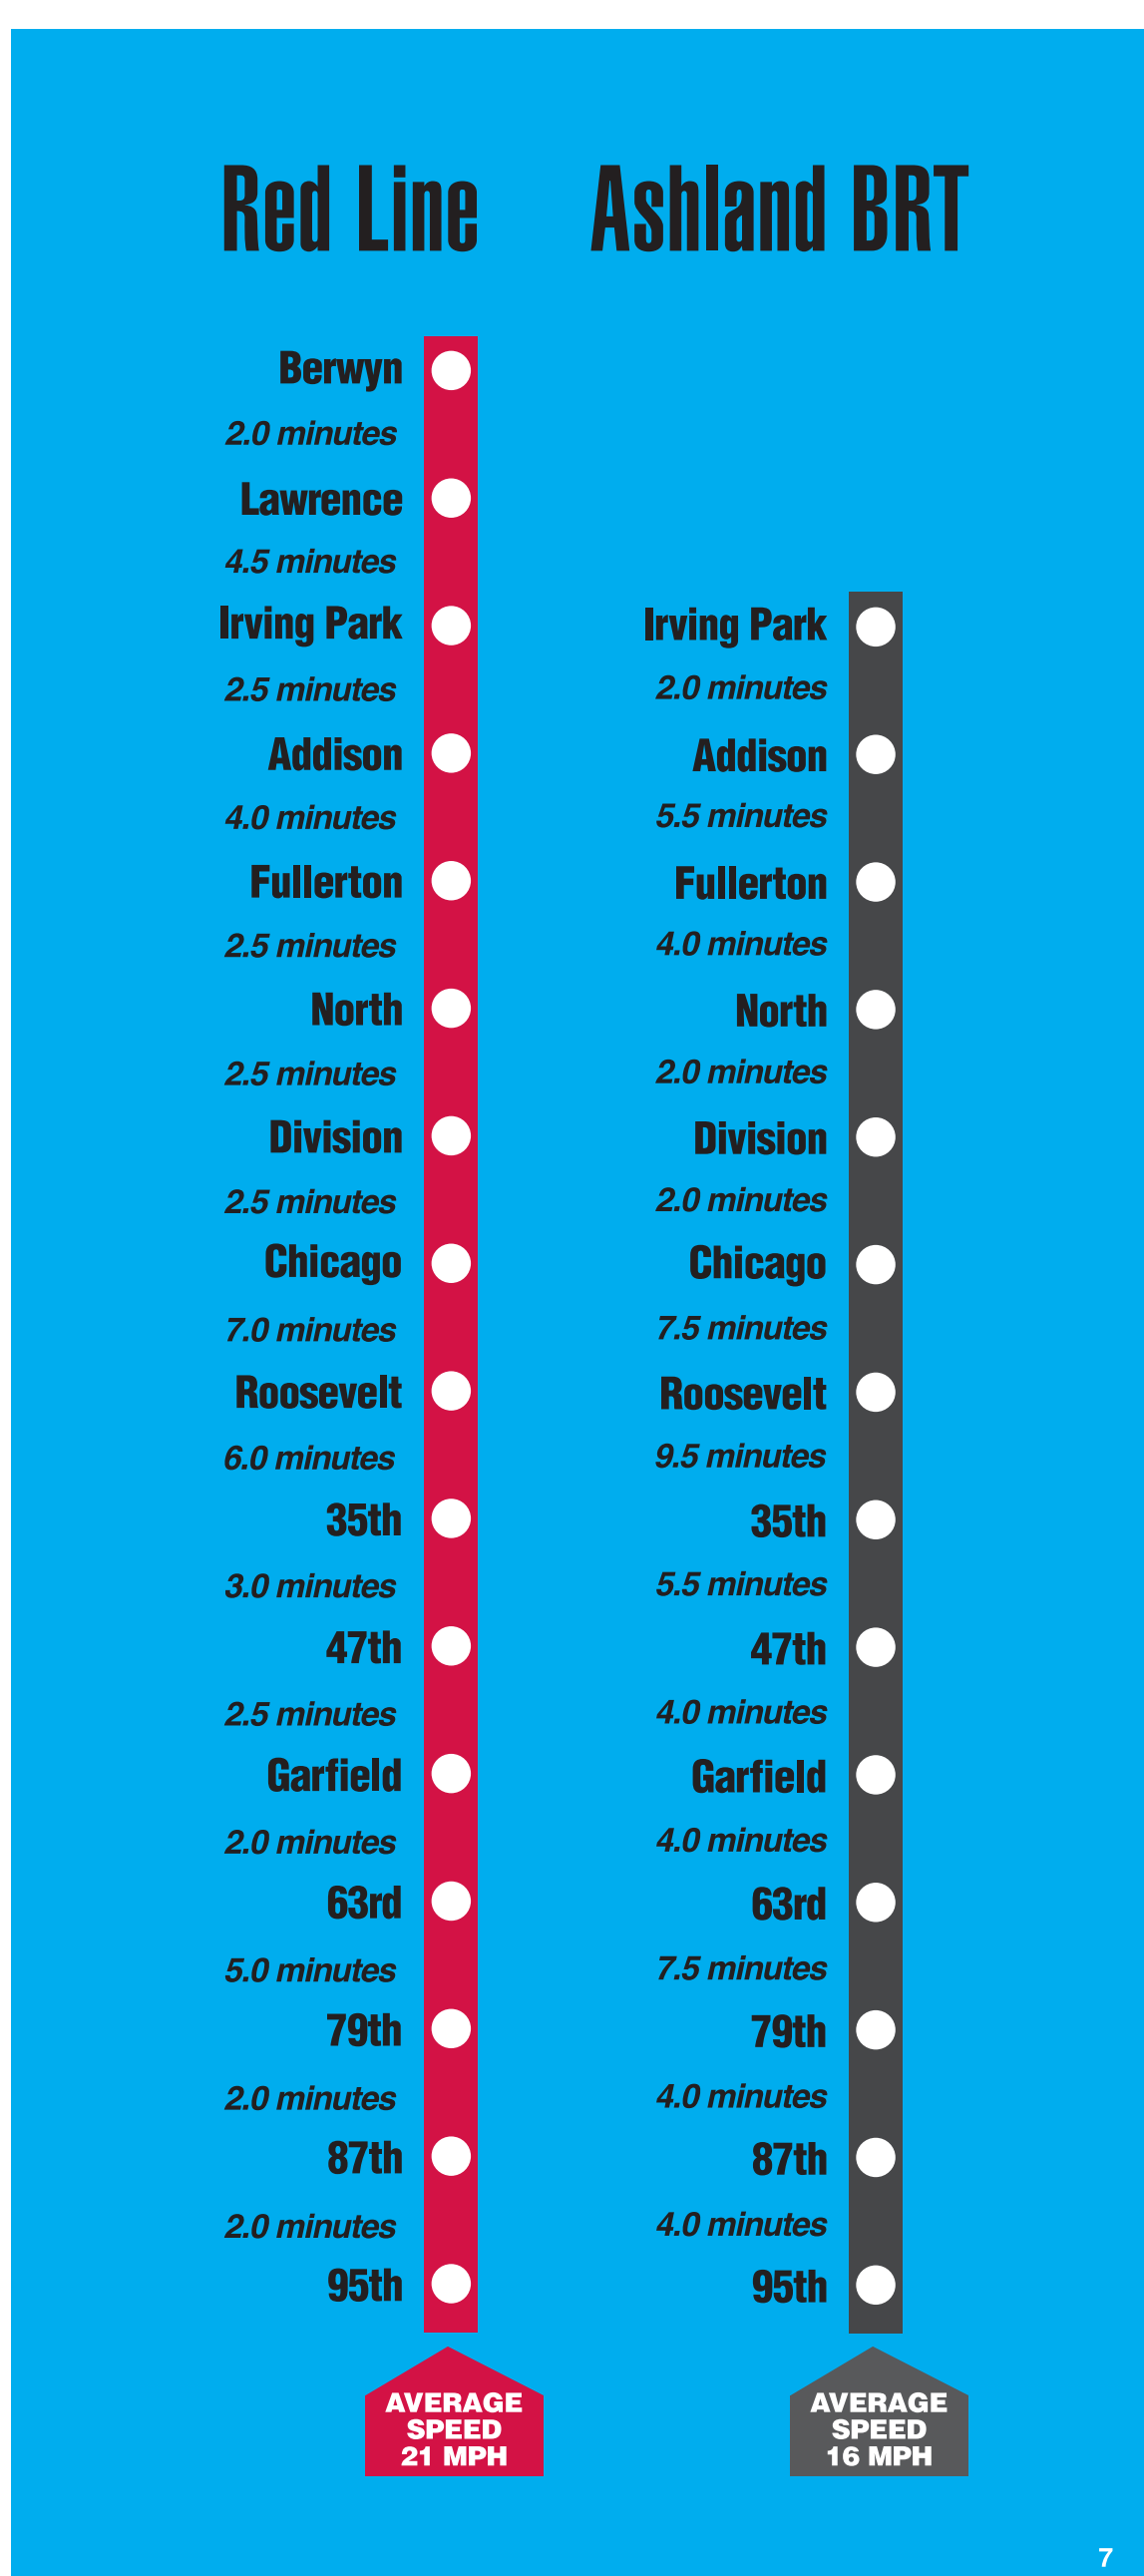 Red Line
Berwyn
2.0 minutes
Lawrence
4.5 minutes
Irving Park
2.5 minutes
Addison
4.0 minutes
Fullerton
2.5 minutes
North
2.5 minutes
Division
2.5 minutes
Chicago
7.0 minutes
Roosevelt
6.0 minutes
35th
3.0 minutes
47th
2.5 minutes
Garfield
2.0 minutes
63rd
5.0 minutes
79th
2.0 minutes
87th
2.0 minutes
95th
AVERAGE
SPEED
21 MPH
Ashland BRT
Irving Park
2.0 minutes
Addison
5.5 minutes
Fullerton
4.0 minutes
North
2.0 minutes
Division
2.0 minutes
Chicago
7.5 minutes
Roosevelt
9.5 minutes
35th
5.5 minutes
47th
4.0 minutes
Garfield
4.0 minutes
63rd
7.5 minutes
79th
4.0 minutes
87th
4.0 minutes
95th
AVERAGE
SPEED
16 MPH
7